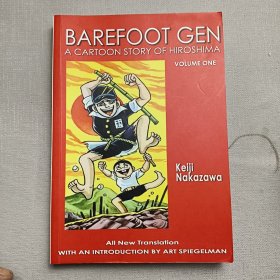 BAREFOOT GEN
A CARTOON STORY OF HIROSHIMA
VOLUME ONE
Keiji
Nakazawa
All New Translation
WITH AN INTRODUCTION BY ART SPIEGELMAN